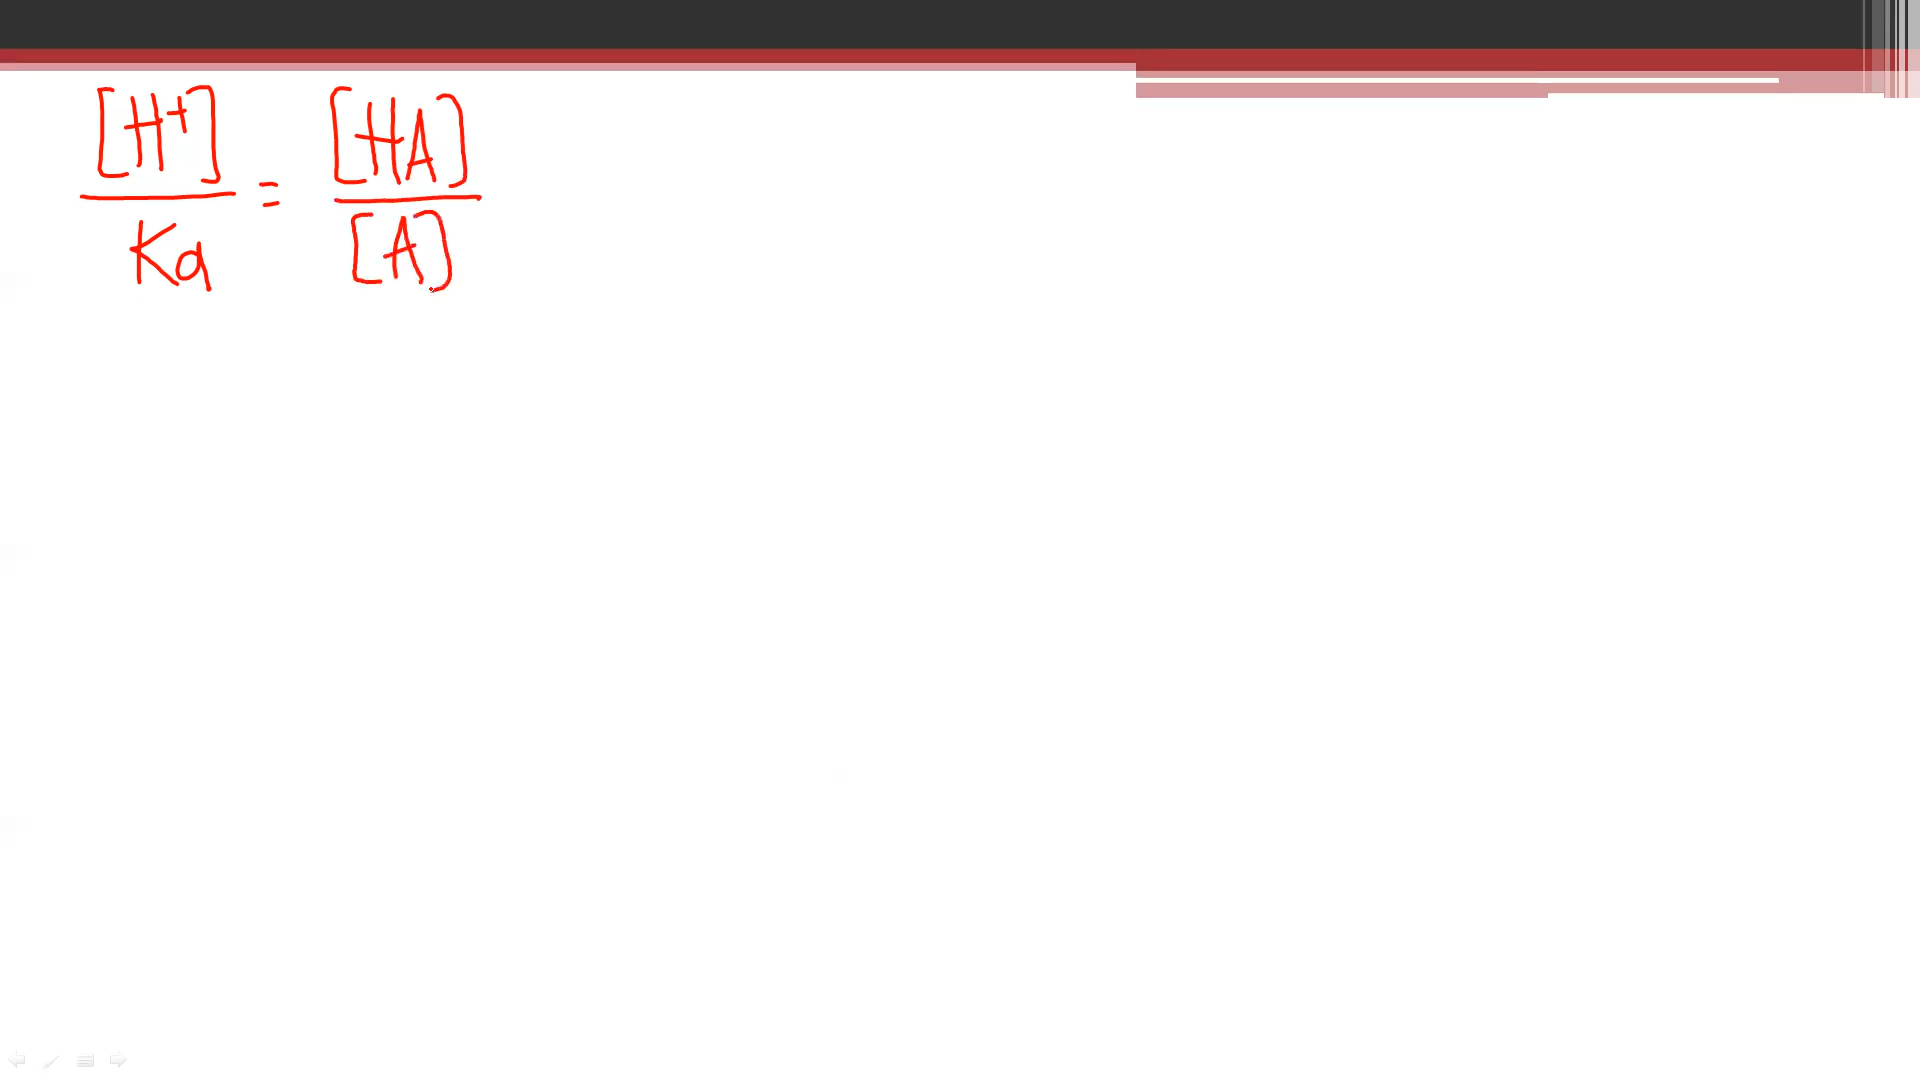 [H+] / Ka = [HA] / [A]